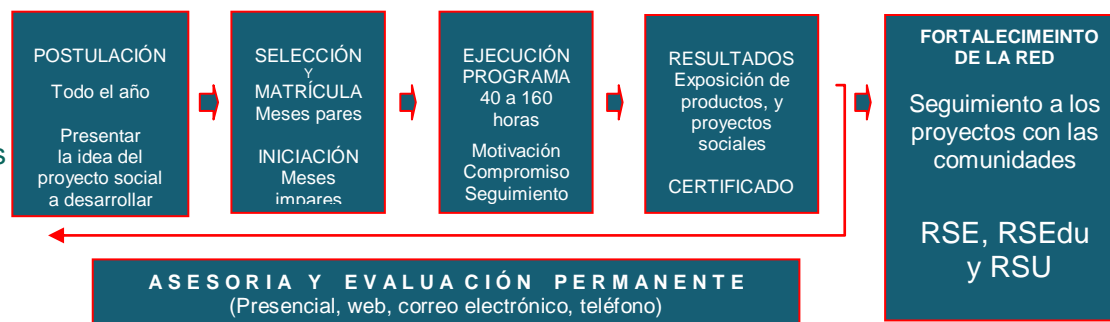 POSTULACIÓN
Todo el año
Presentar
la idea del
proyecto social
a desarrollar
SELECCIÓN
Y
MATRÍCULA
Meses pares
INICIACIÓN
Meses
impares
EJECUCIÓN
PROGRAMA
40 a 160
horas
Motivación
Compromiso
Seguimiento
RESULTADOS
Exposición de
productos, y
proyectos
sociales
CERTIFICADO
FORTALECIMEINTO
DE LA RED
Seguimiento a los
proyectos con las
comunidades
RSE, RSEdu
y RSU
s
ASESORIA Y EVALUACIÓN PERMANENTE
(Presencial, web, correo electrónico, teléfono)